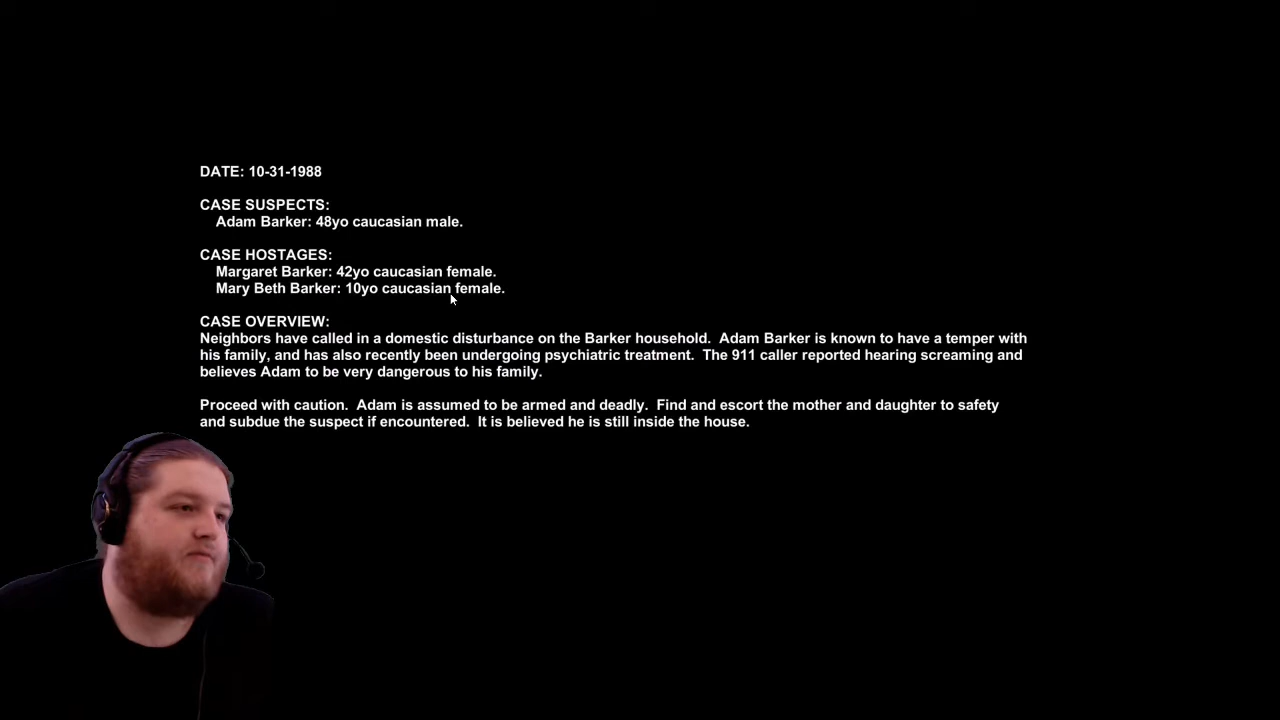 DATE: 10-31-1988
CASE SUSPECTS:
Adam Barker: 48yo caucasian male.
CASE HOSTAGES:
Margaret Barker: 42yo caucasian female.
Mary Beth Barker: 10yo caucasian female.
CASE OVERVIEW:
Neighbors have called in a domestic disturbance on the Barker household.  Adam Barker is known to have a temper with
his family, and has also recently been undergoing psychiatric treatment.  The 911 caller reported hearing screaming and
believes Adam to be very dangerous to his family.
Proceed with caution.  Adam is assumed to be armed and deadly.  Find and escort the mother and daughter to safety
and subdue the suspect if encountered.  It is believed he is still inside the house.